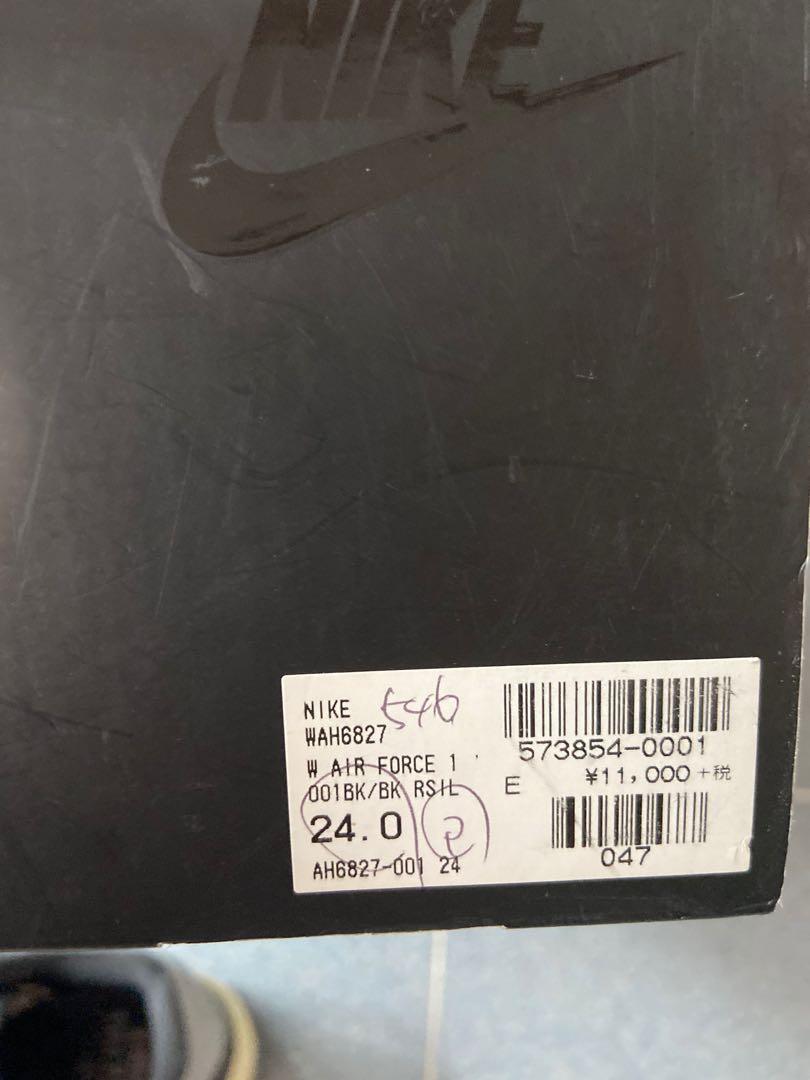 NIKE
NIKE 546
WAH6827
W AIR FORCE 1 '
001BK/BK RSIL
24.0
AH6827-001 24
573854-0001
E ¥11,000+税
047